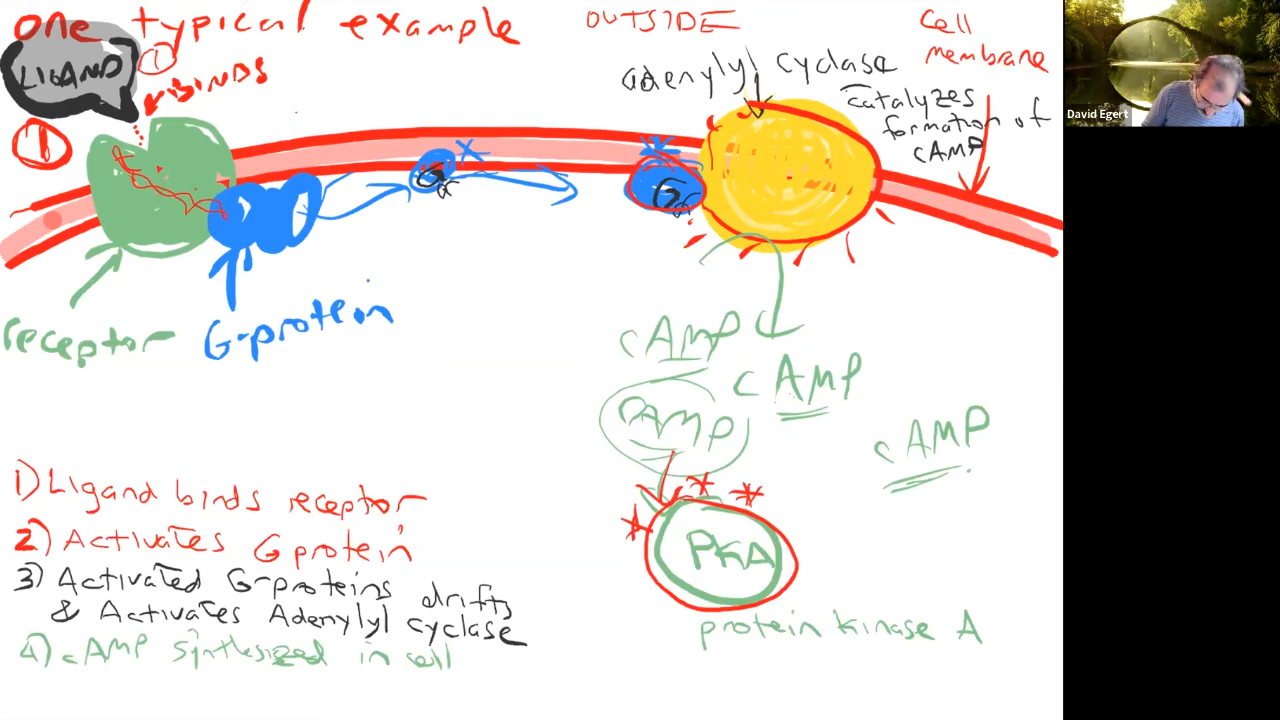 one typical example
OUTSIDE
cell
membrane
LIGAND
①
BINDS
adenylyl cyclase
catalyzes
formation of
cAMP
David Egert
①
G
G
receptor
G-protein
cAMP
cAMP
cAMP
cAMP
PKA
protein kinase A
1) Ligand binds receptor
2) Activates G protein
3) Activated G-proteins drifts
& Activates Adenylyl cyclase
4) cAMP synthesized in cell